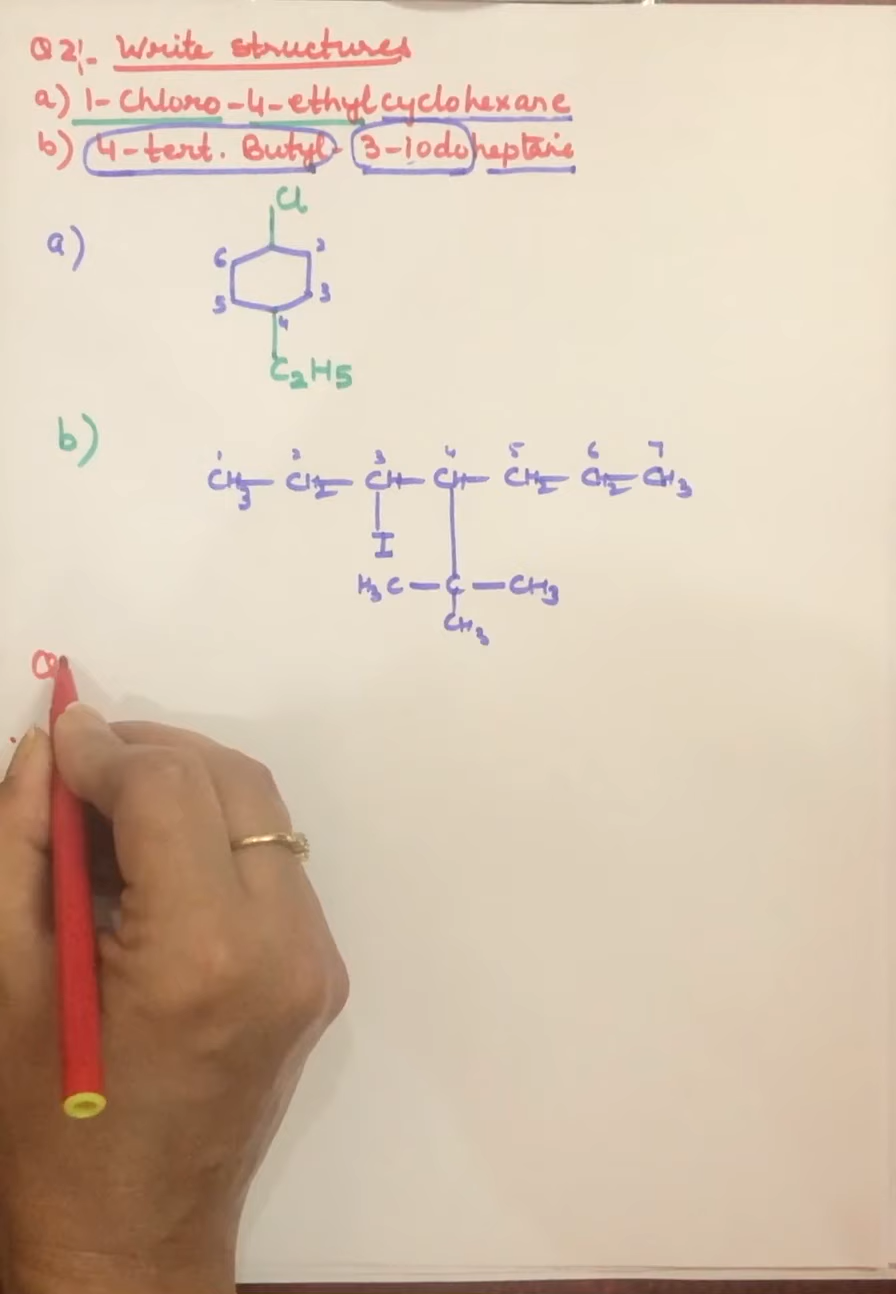 Q2:- Write structures
a) 1-Chloro-4-ethylcyclohexane
b) 4-tert. Butyl-3-Iodoheptane
a)
Cl
6 2
5 3
4
C2H5
b)
1 2 3 4 5 6 7
CH3-CH2-CH-CH-CH2-CH2-CH3
I
H3C-C-CH3
CH3
Q